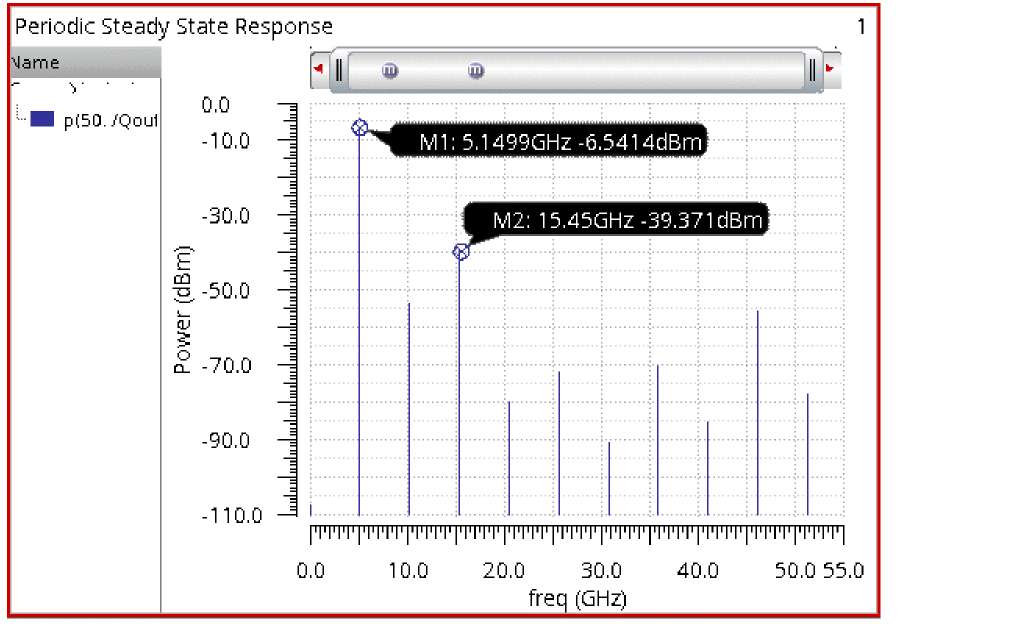 Periodic Steady State Response 1
Name
p(50. /Qout
M1: 5.1499GHz -6.5414dBm
M2: 15.45GHz -39.371dBm
Power (dBm)
0.0
-10.0
-30.0
-50.0
-70.0
-90.0
-110.0
0.0 10.0 20.0 30.0 40.0 50.0 55.0
freq (GHz)